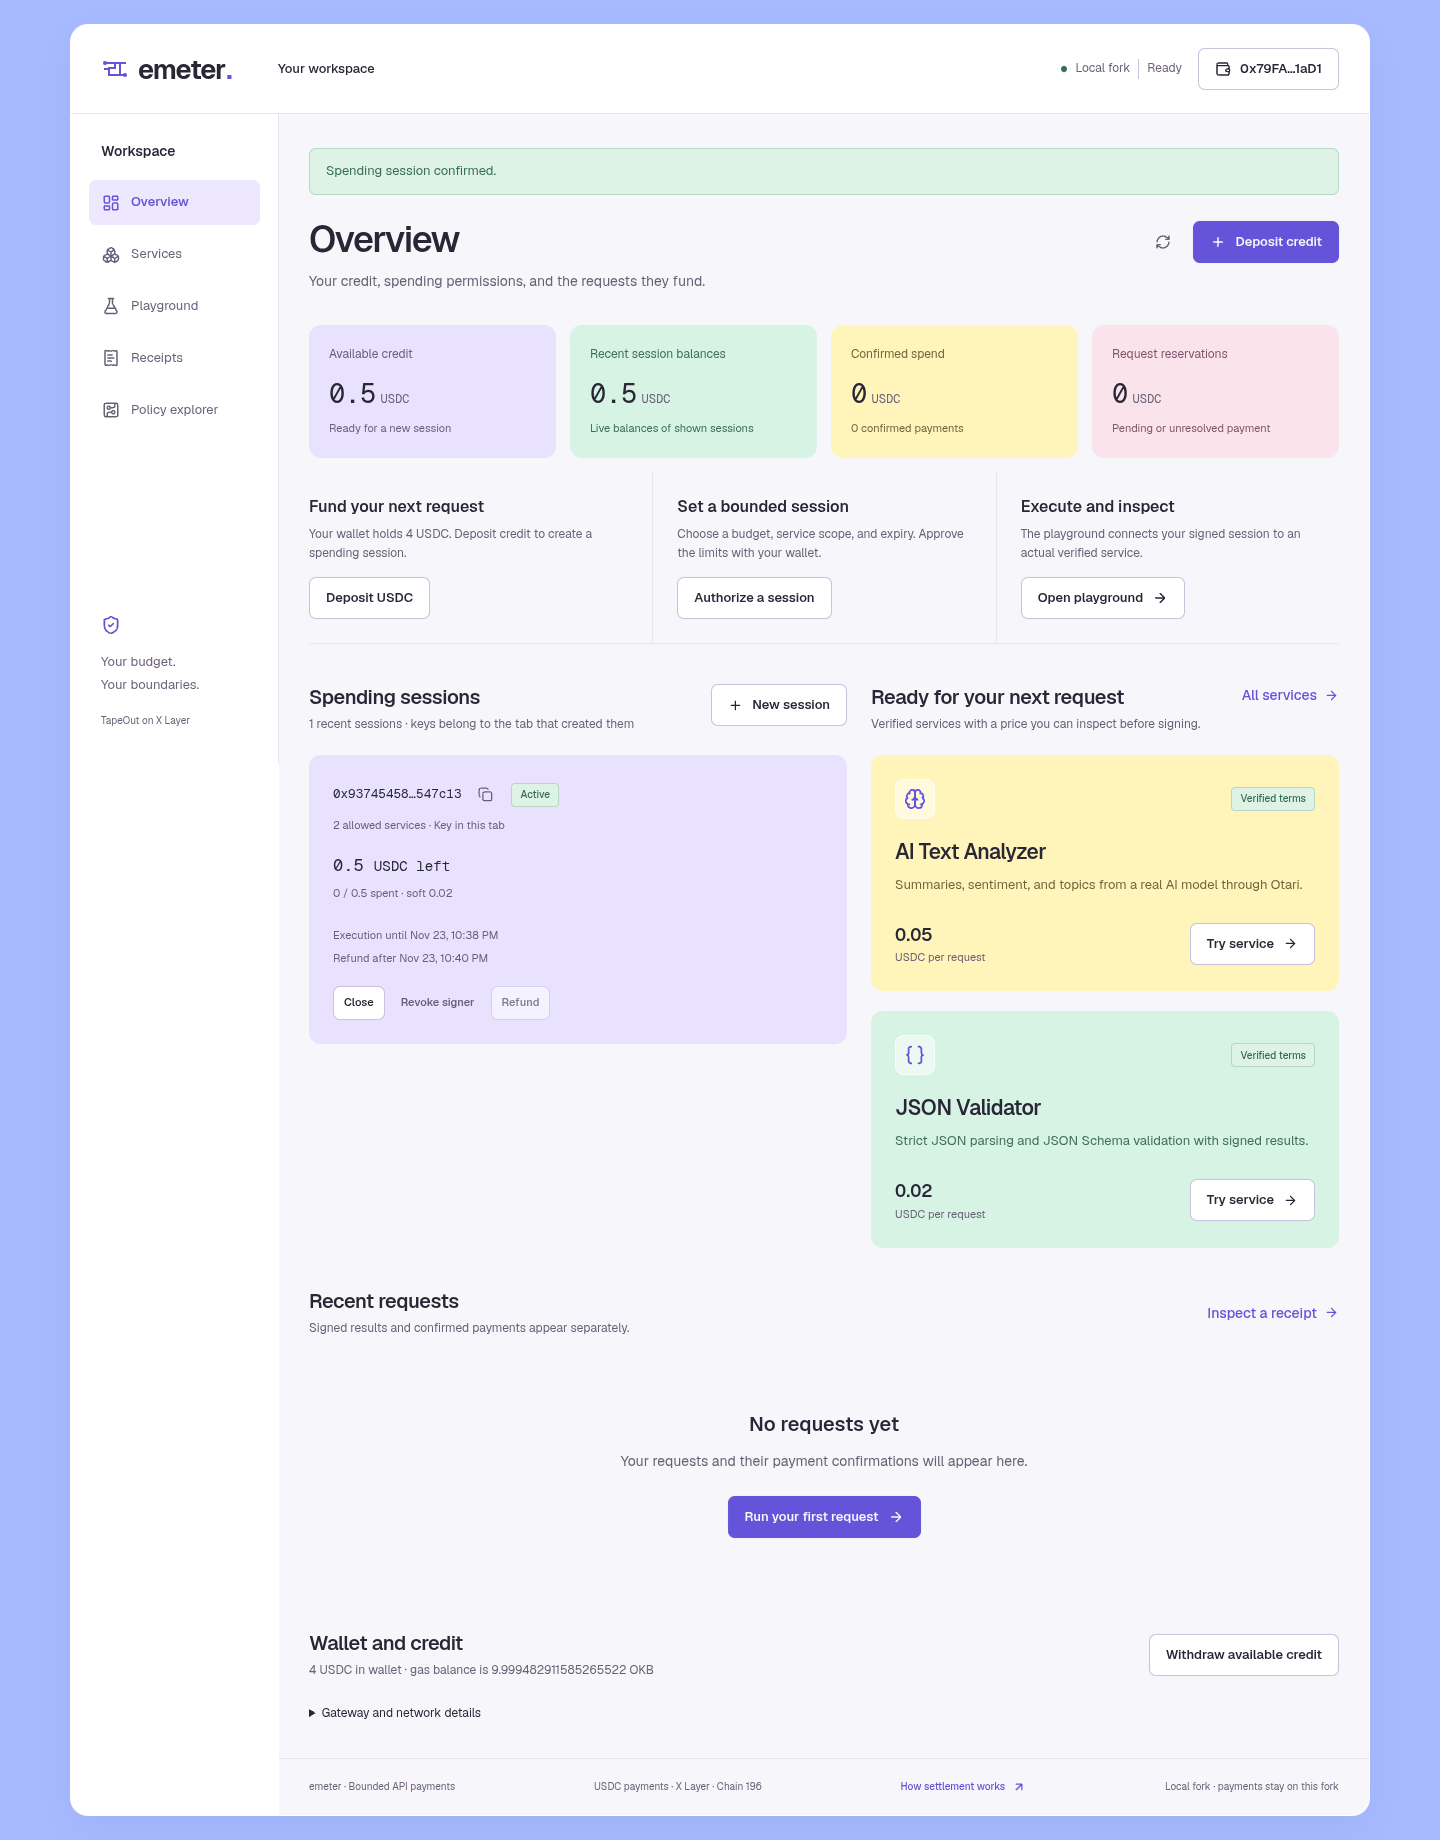 emeter.
Your workspace
Local fork
Ready
0x79FA...1aD1
Workspace
Overview
Services
Playground
Receipts
Policy explorer
Your budget.
Your boundaries.
TapeOut on X Layer
Spending session confirmed.
Overview
Deposit credit
Your credit, spending permissions, and the requests they fund.
Available credit
0.5 USDC
Ready for a new session
Recent session balances
0.5 USDC
Live balances of shown sessions
Confirmed spend
0 USDC
0 confirmed payments
Request reservations
0 USDC
Pending or unresolved payment
Fund your next request
Your wallet holds 4 USDC. Deposit credit to create a
spending session.
Deposit USDC
Set a bounded session
Choose a budget, service scope, and expiry. Approve
the limits with your wallet.
Authorize a session
Execute and inspect
The playground connects your signed session to an
actual verified service.
Open playground
Spending sessions
1 recent sessions · keys belong to the tab that created them
New session
0x93745458…547c13
Active
2 allowed services · Key in this tab
0.5 USDC left
0 / 0.5 spent · soft 0.02
Execution until Nov 23, 10:38 PM
Refund after Nov 23, 10:40 PM
Close
Revoke signer
Refund
Ready for your next request
Verified services with a price you can inspect before signing.
All services
Verified terms
AI Text Analyzer
Summaries, sentiment, and topics from a real AI model through Otari.
0.05
USDC per request
Try service
Verified terms
JSON Validator
Strict JSON parsing and JSON Schema validation with signed results.
0.02
USDC per request
Try service
Recent requests
Signed results and confirmed payments appear separately.
Inspect a receipt
No requests yet
Your requests and their payment confirmations will appear here.
Run your first request
Wallet and credit
4 USDC in wallet · gas balance is 9.999482911585265522 OKB
Withdraw available credit
Gateway and network details
emeter · Bounded API payments
USDC payments · X Layer · Chain 196
How settlement works
Local fork · payments stay on this fork